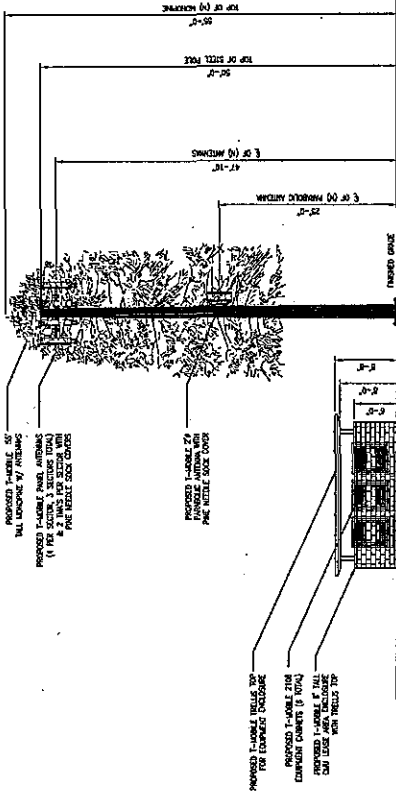 TOP OF (N) MONOPINE
55'-0"
TOP OF STEEL POLE
50'-0"
℄ OF (N) ANTENNAS
47'-10"
℄ OF (N) PARABOLIC ANTENNA
25'-0"
FINISHED GRADE
PROPOSED T-MOBILE 55'
TALL MONOPINE W/ ANTENNAS
PROPOSED T-MOBILE PANEL ANTENNAS
(4 PER SECTOR, 3 SECTORS TOTAL)
& 2 TMA'S PER SECTOR WITH
PINE NEEDLE SOCK COVERS
PROPOSED T-MOBILE
PARABOLIC ANTENNA WITH
PINE NEEDLE SOCK COVER
8'-0"
6'-0"
PROPOSED T-MOBILE TRELLIS TOP
FOR EQUIPMENT ENCLOSURE
PROPOSED T-MOBILE 2106
EQUIPMENT CABINETS (6 TOTAL)
PROPOSED T-MOBILE TALL
CMU LEASE AREA ENCLOSURE
WITH TRELLIS TOP